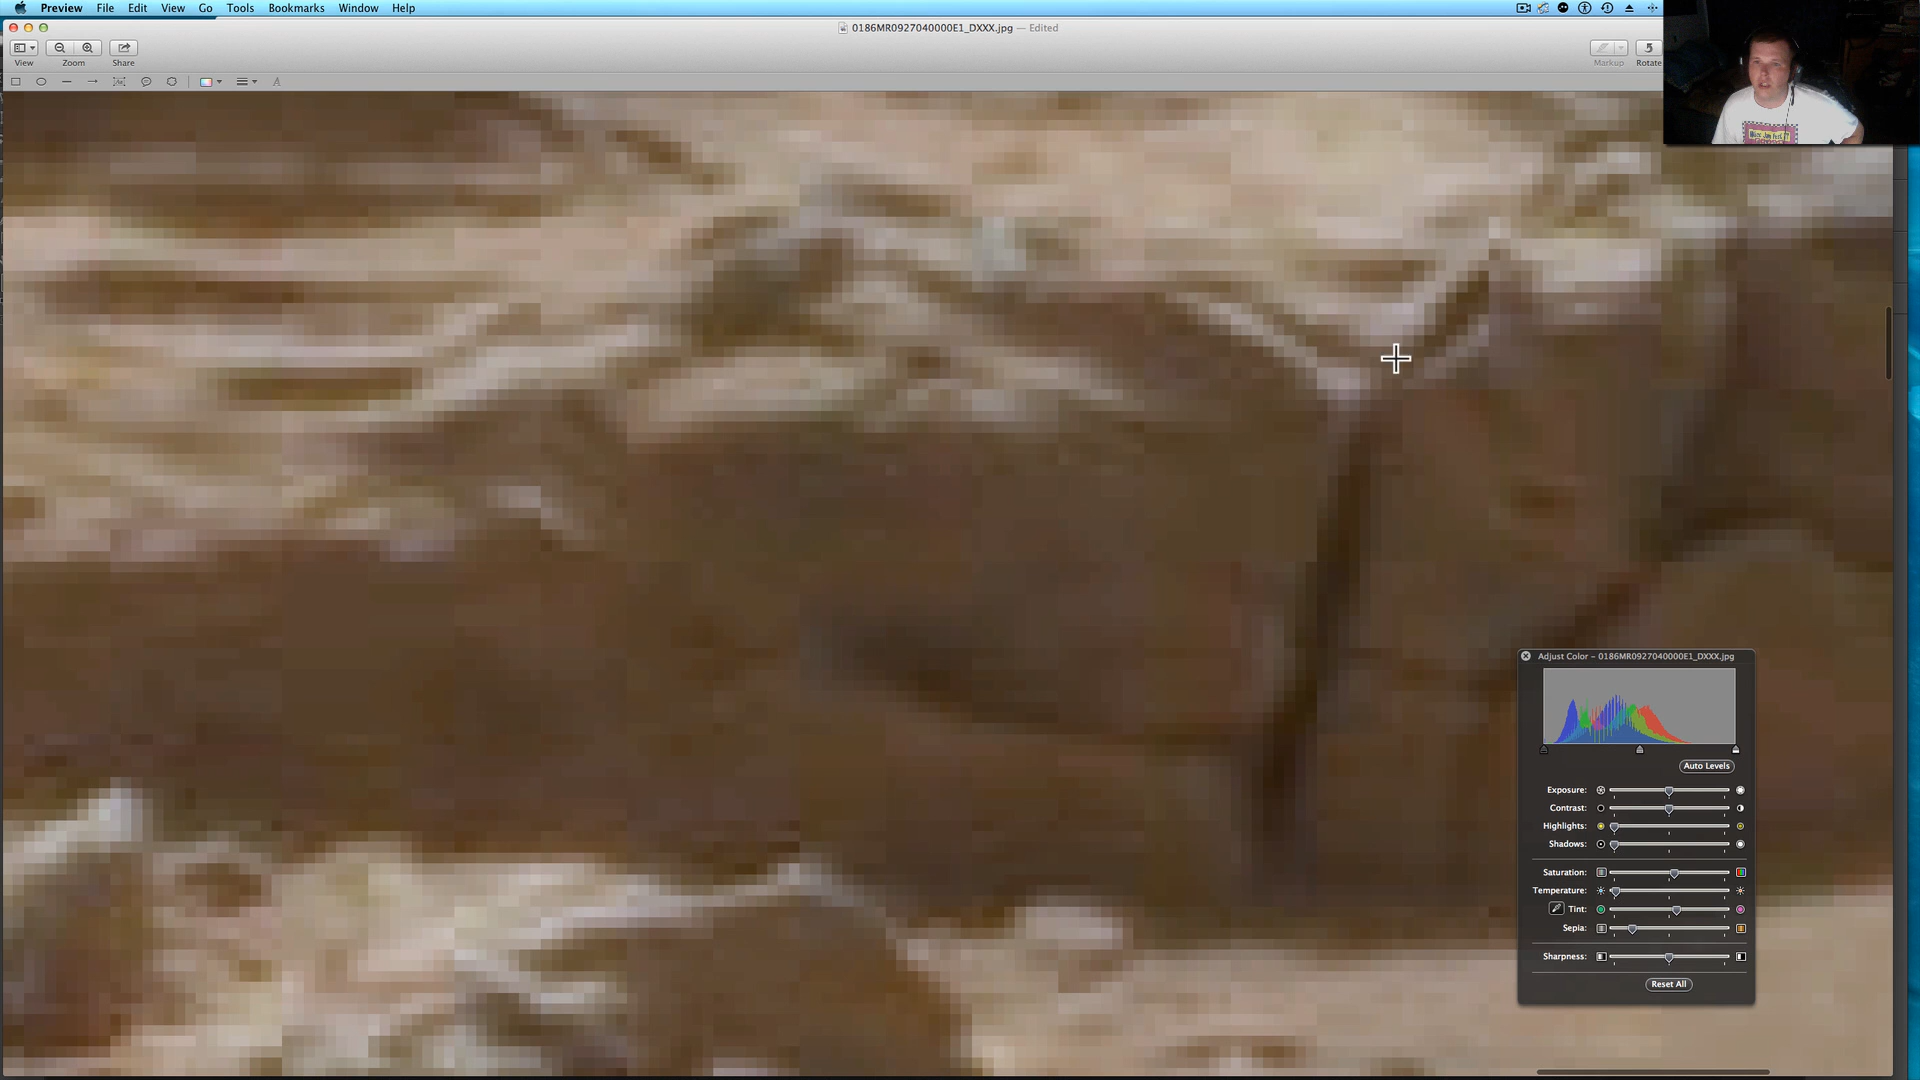 Preview File Edit View Go Tools Bookmarks Window Help
0186MR0927040000E1_DXXX.jpg — Edited
View Zoom Share Markup Rotate
Adjust Color - 0186MR0927040000E1_DXXX.jpg
Auto Levels
Exposure:
Contrast:
Highlights:
Shadows:
Saturation:
Temperature:
Tint:
Sepia:
Sharpness:
Reset All